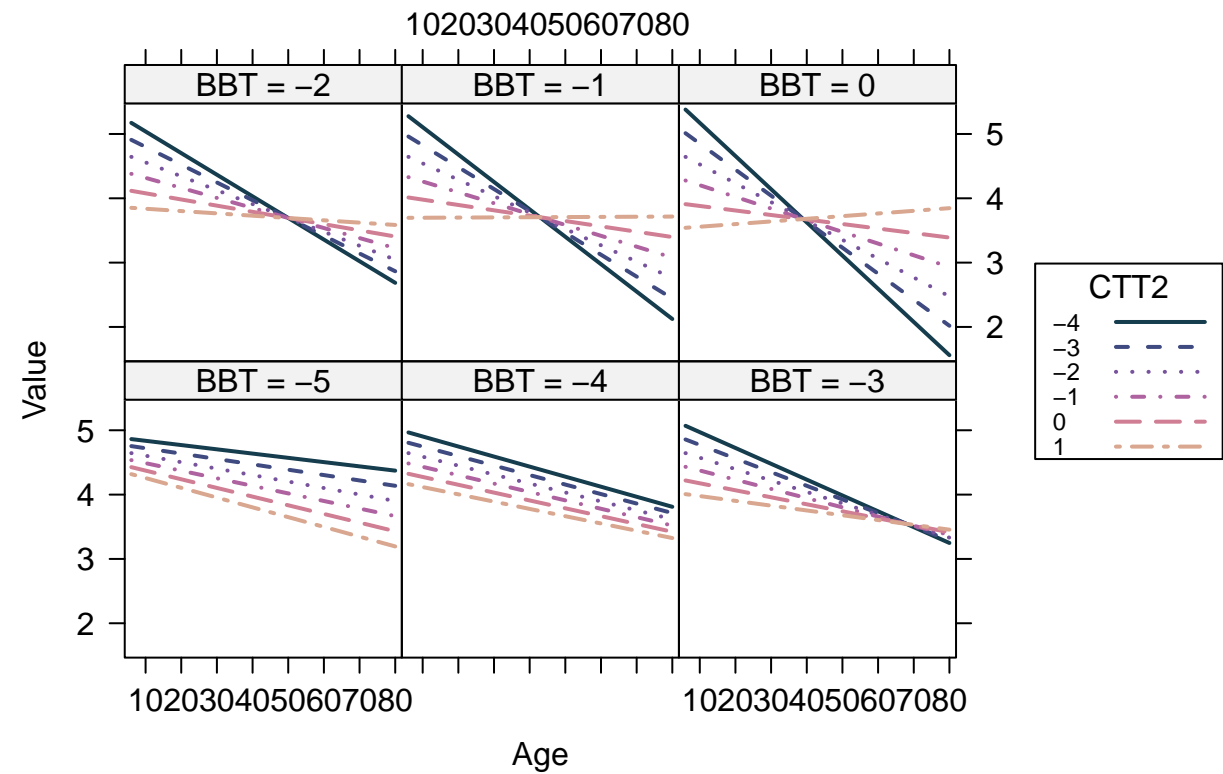 1020304050607080
BBT = −2
BBT = −1
BBT = 0
5
4
3
2
BBT = −5
BBT = −4
BBT = −3
5
4
3
2
1020304050607080
1020304050607080
Value
Age
CTT2
−4
−3
−2
−1
0
1